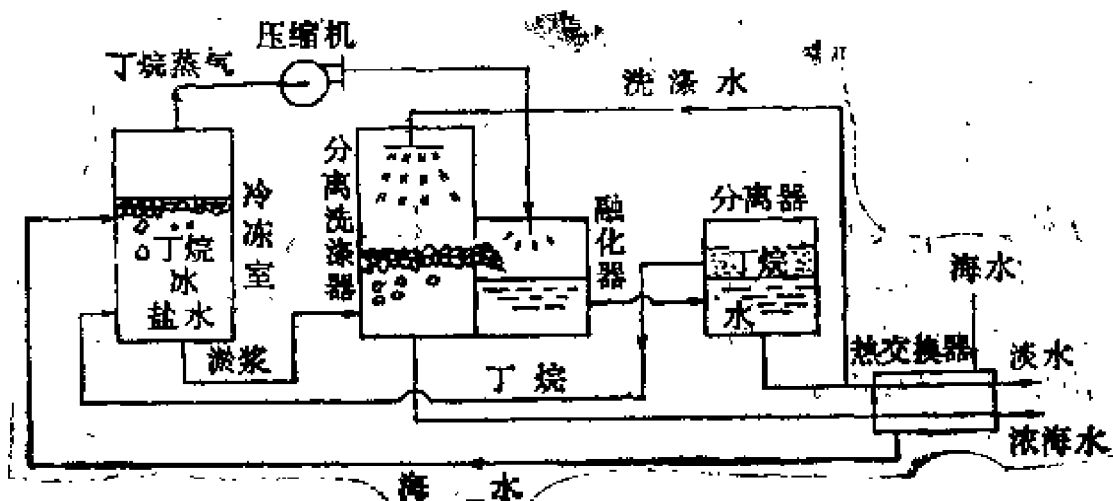 压缩机
丁烷蒸气
洗涤水
分离洗涤器
冷冻室
融化器
分离器
丁烷
冰
盐水
丁烷
水
海水
热交换器
淤浆
丁烷
淡水
浓海水
海水